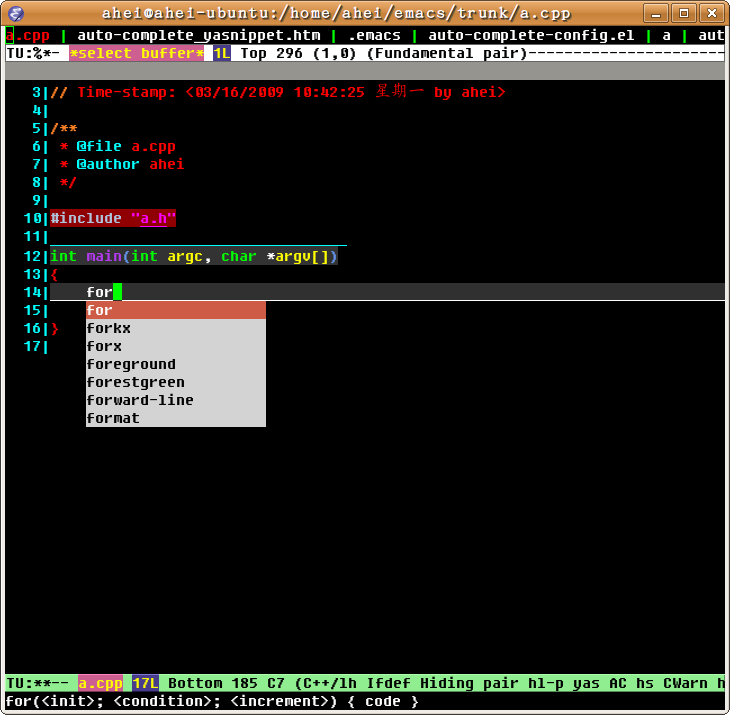 ahei@ahei-ubuntu:/home/ahei/emacs/trunk/a.cpp
a.cpp | auto-complete_yasnippet.htm | .emacs | auto-complete-config.el | a | aut
TU:%*- *select buffer* 1L Top 296 (1,0) (Fundamental pair)----------------------
3|// Time-stamp: <03/16/2009 10:42:25 星期一 by ahei>
4|
5|/**
6| * @file a.cpp
7| * @author ahei
8| */
9|
10|#include "a.h"
11|
12|int main(int argc, char *argv[])
13|{
14| for
15| for
16|} forkx
17| forx
foreground
forestgreen
forward-line
format
TU:**-- a.cpp 17L Bottom 185 C7 (C++/lh Ifdef Hiding pair hl-p yas AC hs CWarn h
for(<init>; <condition>; <increment>) { code }